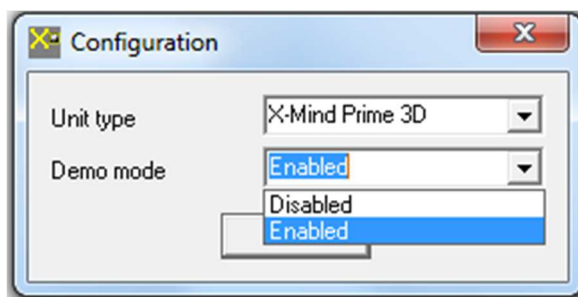 Configuration
Unit type X-Mind Prime 3D
Demo mode Enabled
Disabled
Enabled